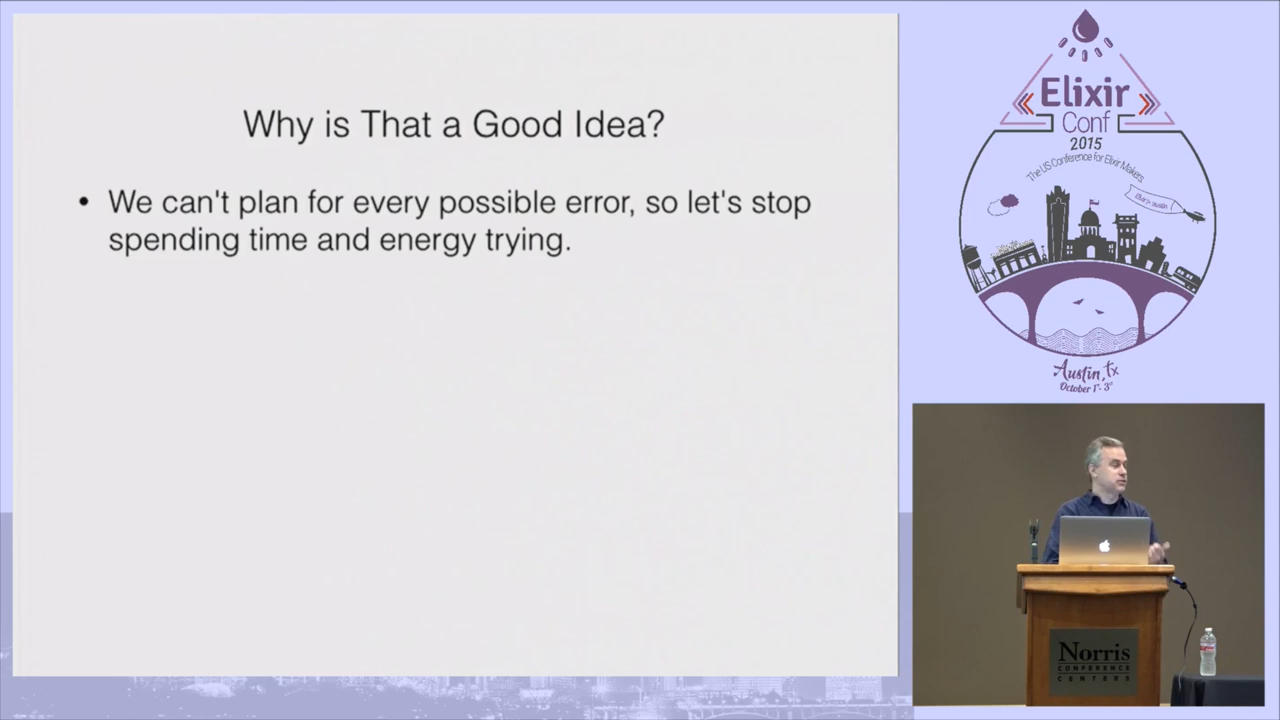 Why is That a Good Idea?
• We can't plan for every possible error, so let's stop
spending time and energy trying.
Elixir
Conf
2015
The US Conference for Elixir Makers
Austin, Tx
October 1st - 3rd
Norris
CONFERENCE
CENTERS